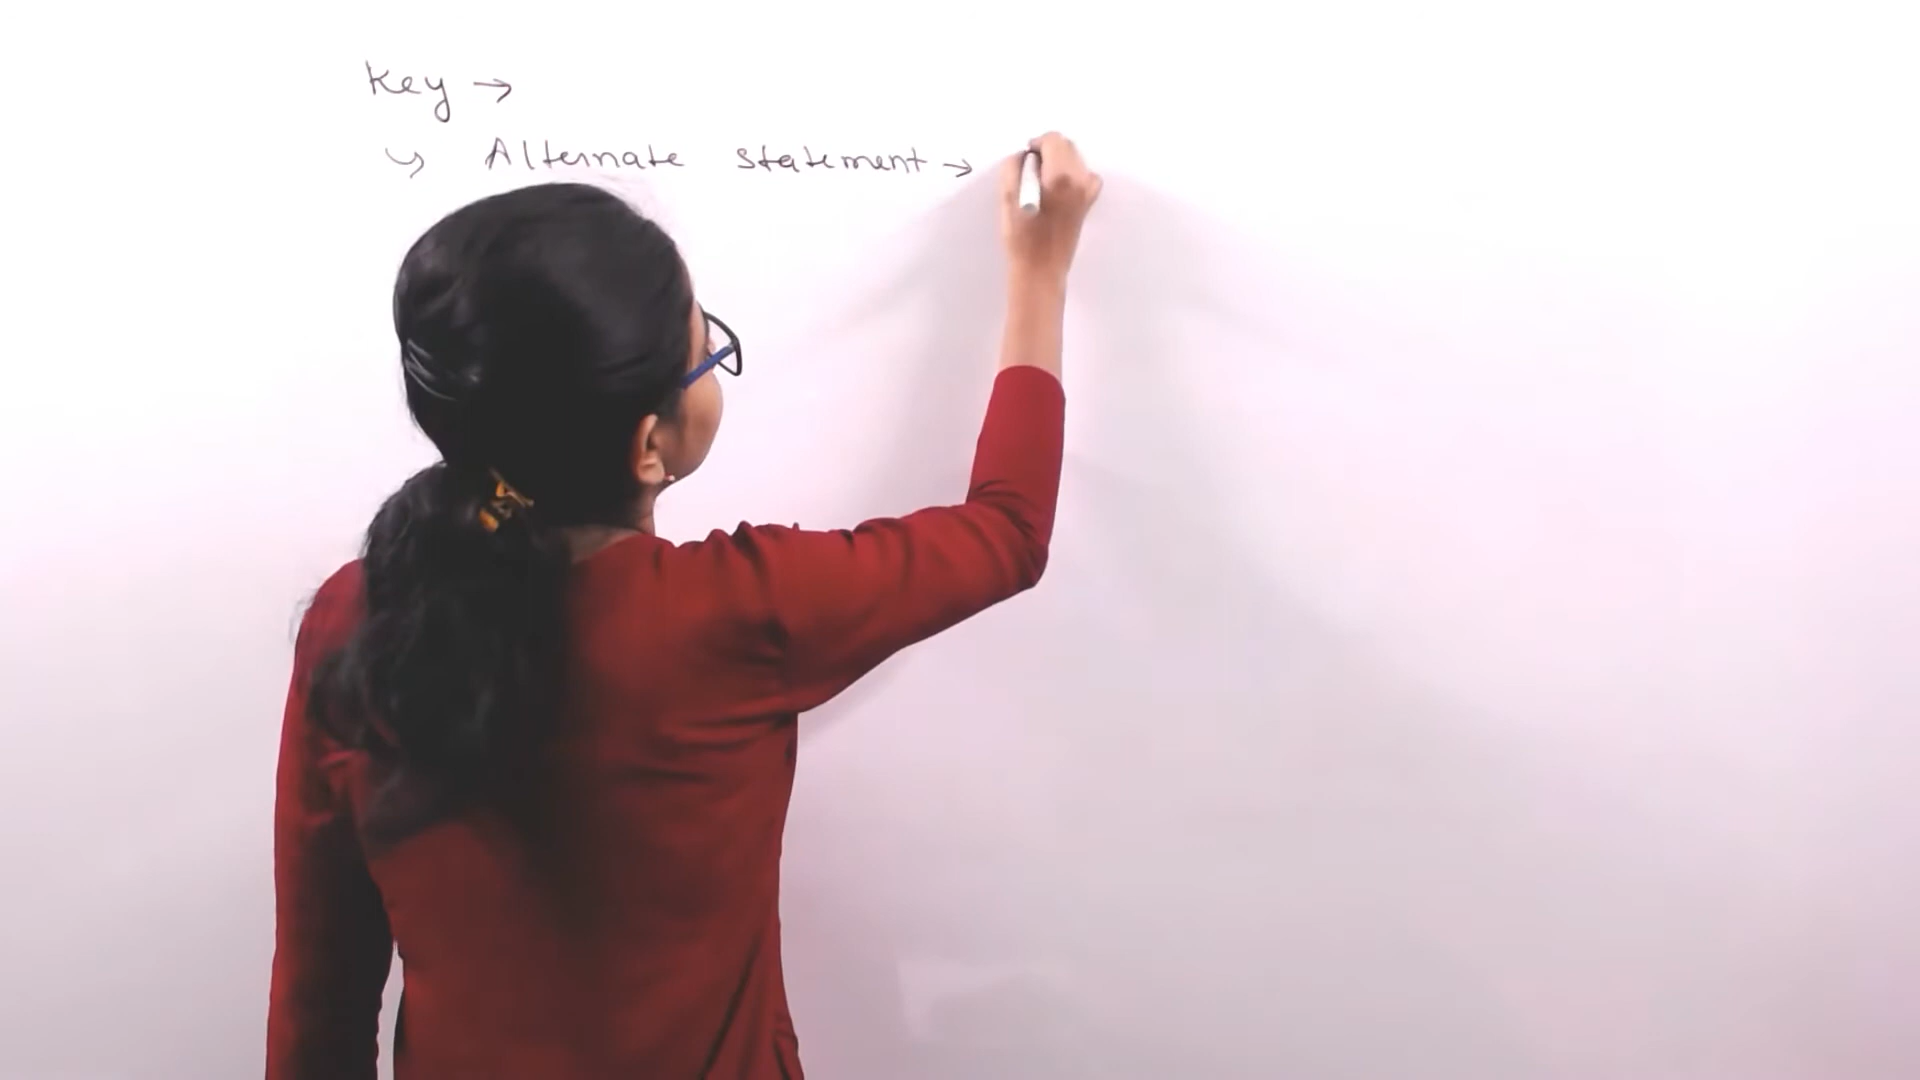 Key →
↳ Alternate statement →